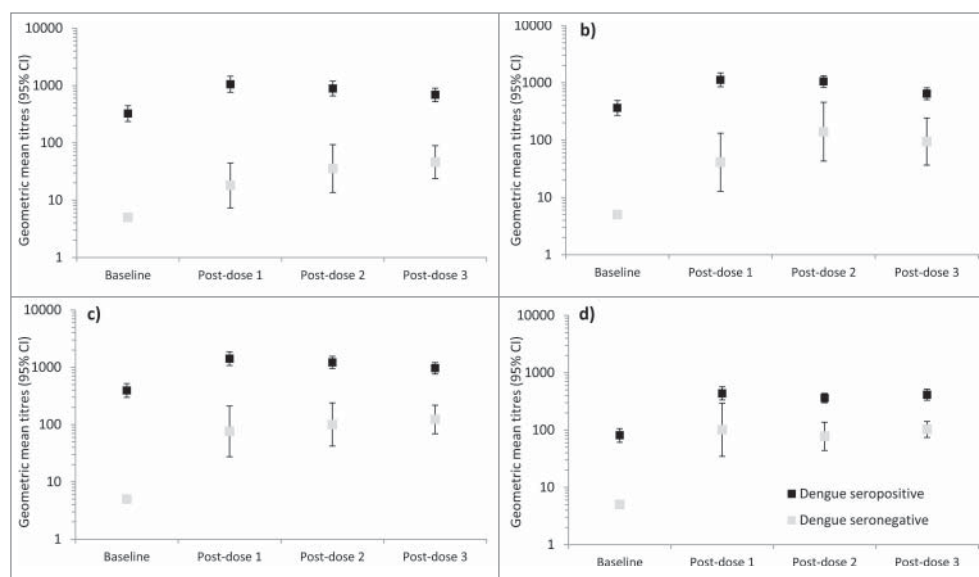 Geometric mean titres (95% CI)
10000
1000
100
10
1
Baseline Post-dose 1 Post-dose 2 Post-dose 3
b)
Geometric mean titres (95% CI)
10000
1000
100
10
1
Baseline Post-dose 1 Post-dose 2 Post-dose 3
c)
Geometric mean titres (95% CI)
10000
1000
100
10
1
Baseline Post-dose 1 Post-dose 2 Post-dose 3
d)
Geometric mean titres (95% CI)
10000
1000
100
10
1
Dengue seropositive
Dengue seronegative
Baseline Post-dose 1 Post-dose 2 Post-dose 3